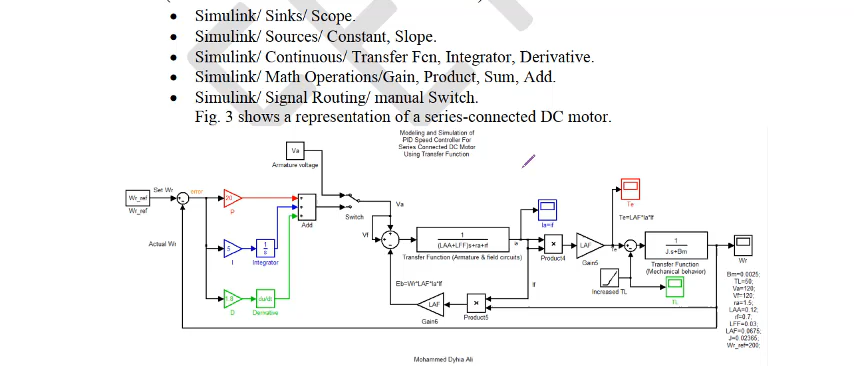 • Simulink/ Sinks/ Scope.
• Simulink/ Sources/ Constant, Slope.
• Simulink/ Continuous/ Transfer Fcn, Integrator, Derivative.
• Simulink/ Math Operations/Gain, Product, Sum, Add.
• Simulink/ Signal Routing/ manual Switch.
Fig. 3 shows a representation of a series-connected DC motor.
Modeling and Simulation of
PID Speed Controller For
Series Connected DC Motor
Using Transfer Function
Va
Armature voltage
Set Wr
error
Wr_ref
Wr_ref
20
P
Add
Switch
Va
Vf
Actual Wr
5
I
1
s
Integrator
1.8
D
du/dt
Derivative
1
(LAA+LFF)s+ra+rf
Transfer Function (Armature & field circuits)
Ia=if
Product4
LAF
Gain5
Te
Te=LAF*Ia*If
Te
Increased TL
TL
1
J.s+Bm
Transfer Function
(Mechanical behavior)
Wr
Eb=Wr*LAF*Ia*If
LAF
Gain6
Product5
If
Bm=0.0025;
TL=50;
Va=120;
Vf=120;
ra=1.5;
LAA=0.12;
rf=0.7;
LFF=0.03;
LAF=0.0675;
J=0.02365;
Wr_ref=200;
Mohammed Dyhia Ali